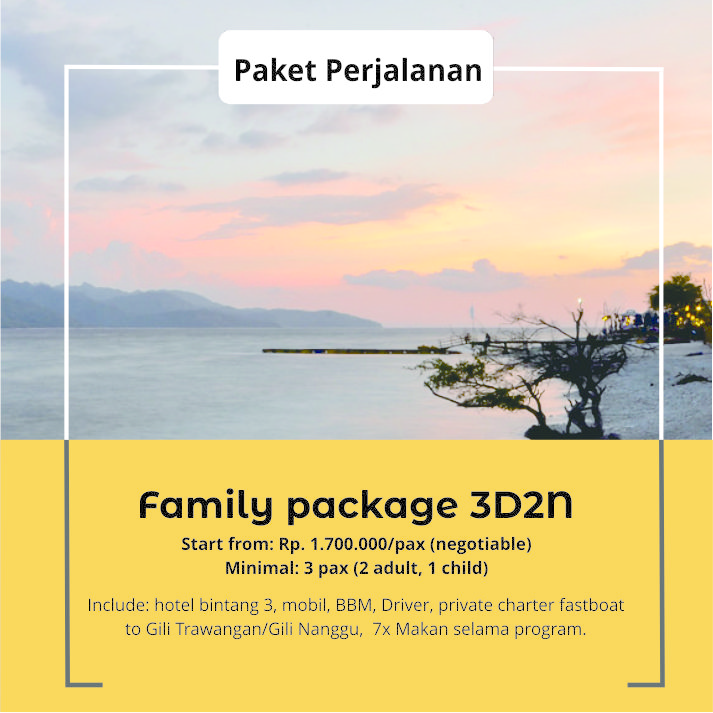 Paket Perjalanan
Family package 3D2N
Start from: Rp. 1.700.000/pax (negotiable)
Minimal: 3 pax (2 adult, 1 child)
Include: hotel bintang 3, mobil, BBM, Driver, private charter fastboat
to Gili Trawangan/Gili Nanggu, 7x Makan selama program.